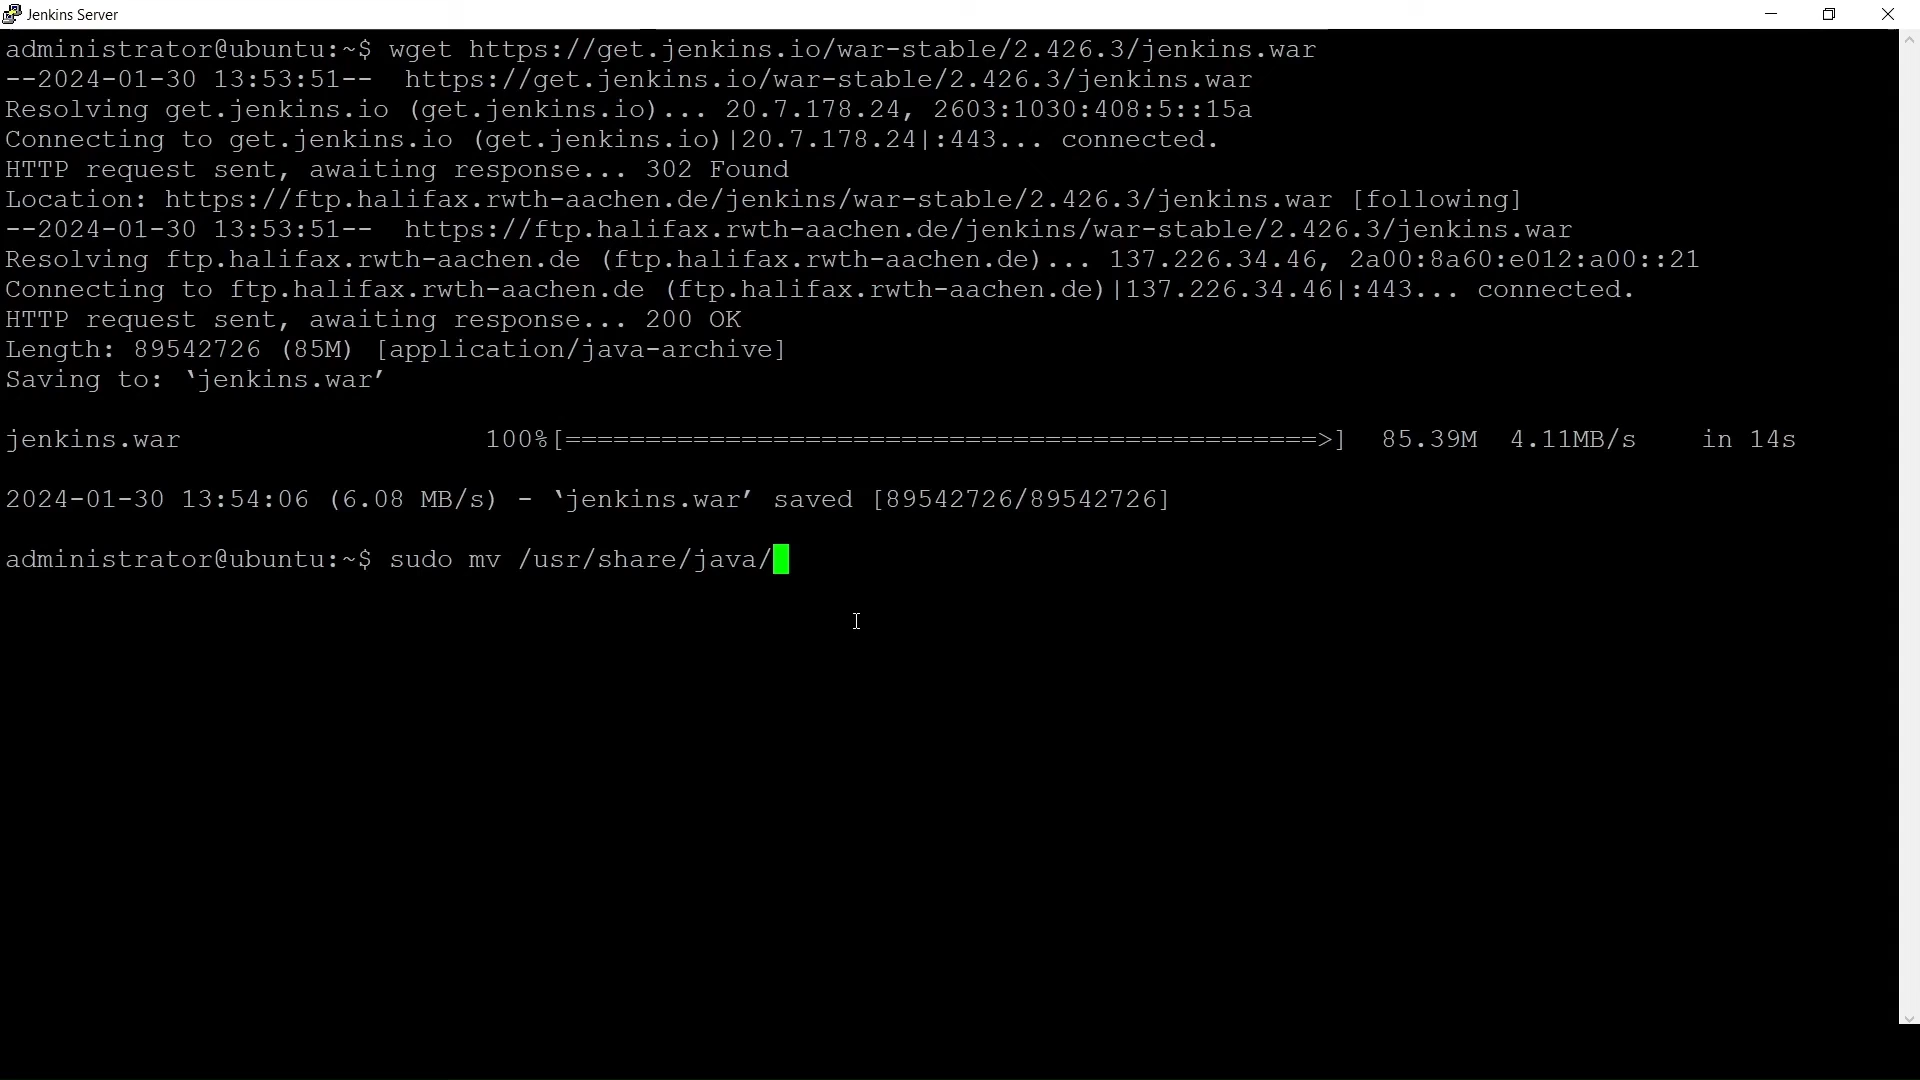 Jenkins Server
administrator@ubuntu:~$ wget https://get.jenkins.io/war-stable/2.426.3/jenkins.war
--2024-01-30 13:53:51--  https://get.jenkins.io/war-stable/2.426.3/jenkins.war
Resolving get.jenkins.io (get.jenkins.io)... 20.7.178.24, 2603:1030:408:5::15a
Connecting to get.jenkins.io (get.jenkins.io)|20.7.178.24|:443... connected.
HTTP request sent, awaiting response... 302 Found
Location: https://ftp.halifax.rwth-aachen.de/jenkins/war-stable/2.426.3/jenkins.war [following]
--2024-01-30 13:53:51--  https://ftp.halifax.rwth-aachen.de/jenkins/war-stable/2.426.3/jenkins.war
Resolving ftp.halifax.rwth-aachen.de (ftp.halifax.rwth-aachen.de)... 137.226.34.46, 2a00:8a60:e012:a00::21
Connecting to ftp.halifax.rwth-aachen.de (ftp.halifax.rwth-aachen.de)|137.226.34.46|:443... connected.
HTTP request sent, awaiting response... 200 OK
Length: 89542726 (85M) [application/java-archive]
Saving to: ‘jenkins.war’
jenkins.war                   100%[===============================================>]  85.39M  4.11MB/s    in 14s
2024-01-30 13:54:06 (6.08 MB/s) - ‘jenkins.war’ saved [89542726/89542726]
administrator@ubuntu:~$ sudo mv /usr/share/java/